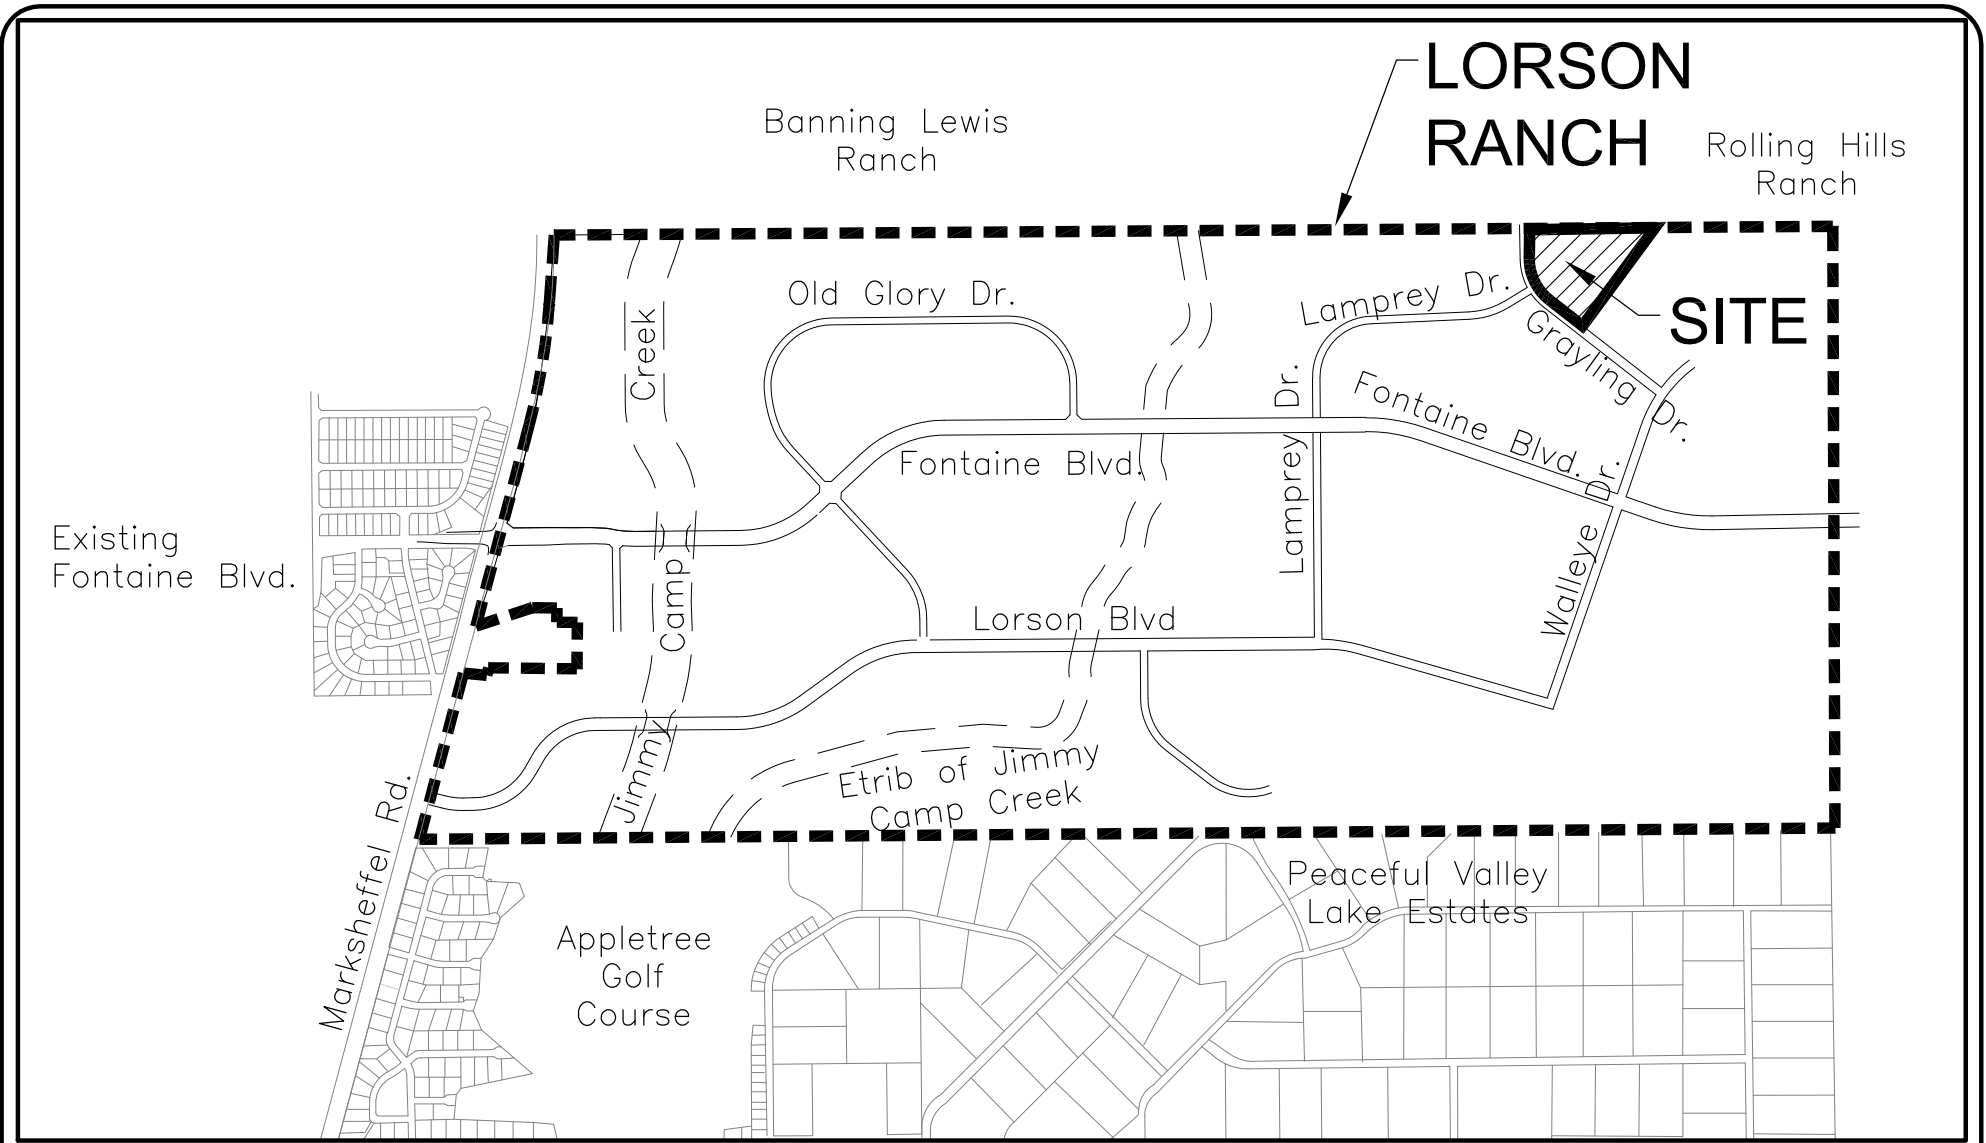 LORSON
RANCH
Banning Lewis
Ranch
Rolling Hills
Ranch
Old Glory Dr.
Lamprey Dr.
SITE
Creek
Grayling Dr.
Lamprey Dr.
Fontaine Blvd.
Fontaine Blvd.
Existing
Fontaine Blvd.
Walleye Dr.
Camp
Lorson Blvd
Jimmy
Etrib of Jimmy
Camp Creek
Marksheffel Rd.
Peaceful Valley
Lake Estates
Appletree
Golf
Course